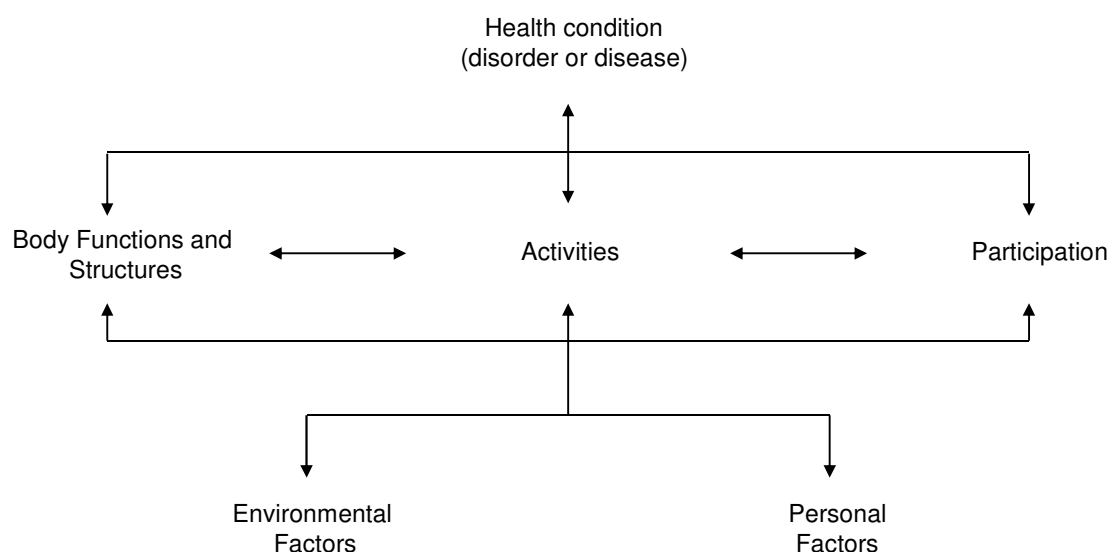 Health condition
(disorder or disease)
Body Functions and
Structures
Activities
Participation
Environmental
Factors
Personal
Factors